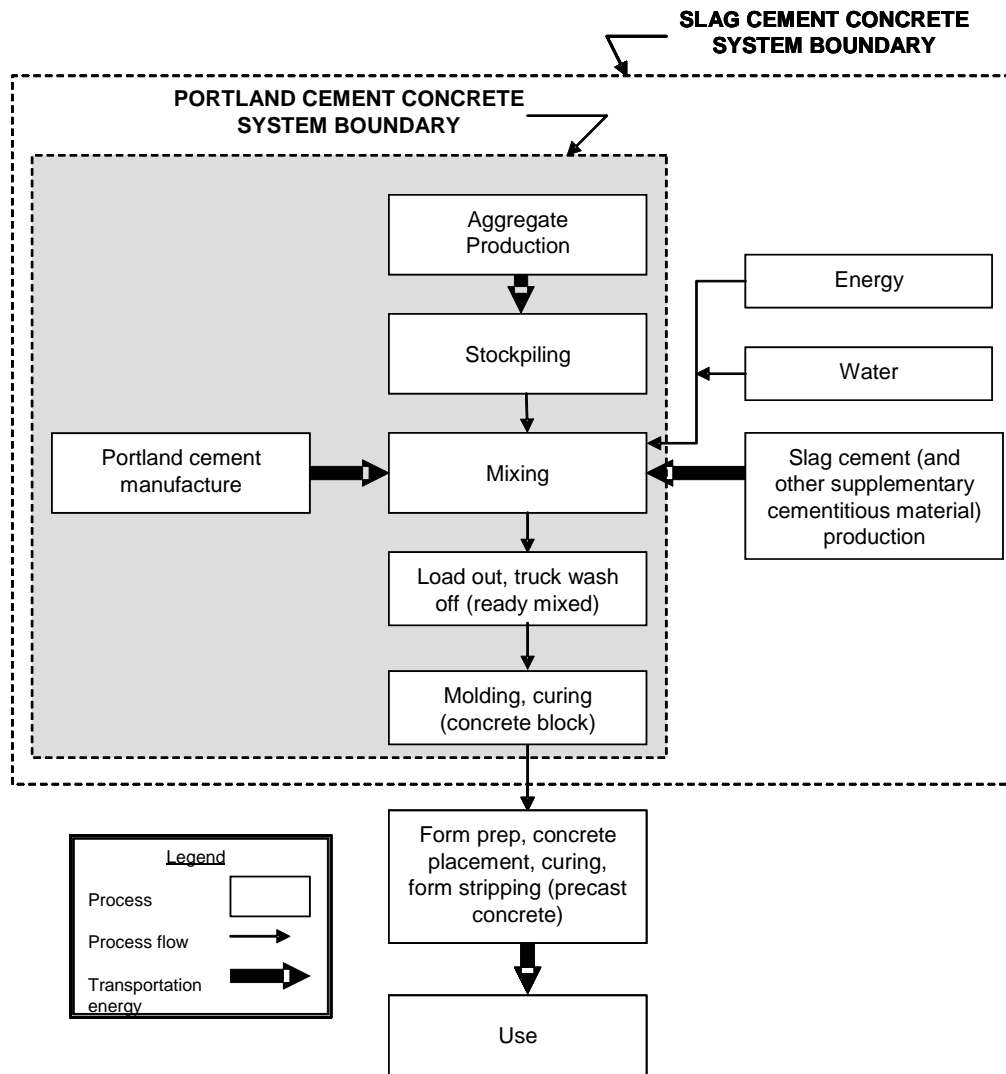 SLAG CEMENT CONCRETE
SYSTEM BOUNDARY
PORTLAND CEMENT CONCRETE
SYSTEM BOUNDARY
Aggregate
Production
Energy
Stockpiling
Water
Portland cement
manufacture
Mixing
Slag cement (and
other supplementary
cementitious material)
production
Load out, truck wash
off (ready mixed)
Molding, curing
(concrete block)
Form prep, concrete
placement, curing,
form stripping (precast
concrete)
Legend
Process
Process flow
Transportation
energy
Use